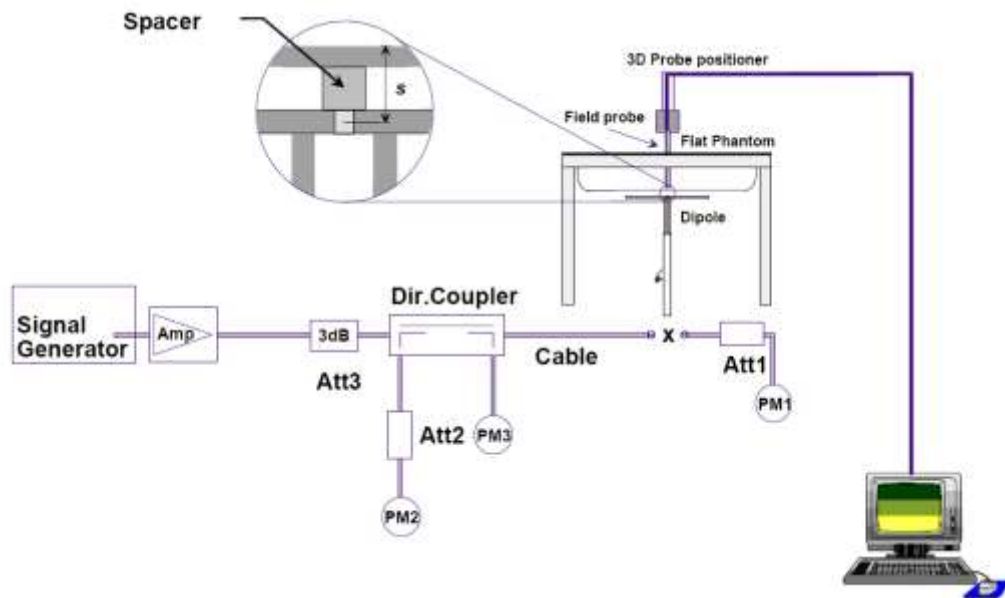 Spacer
s
3D Probe positioner
Field probe
Flat Phantom
Dipole
Signal
Generator
Amp
3dB
Att3
Dir.Coupler
Cable
x
Att1
PM1
Att2
PM3
PM2